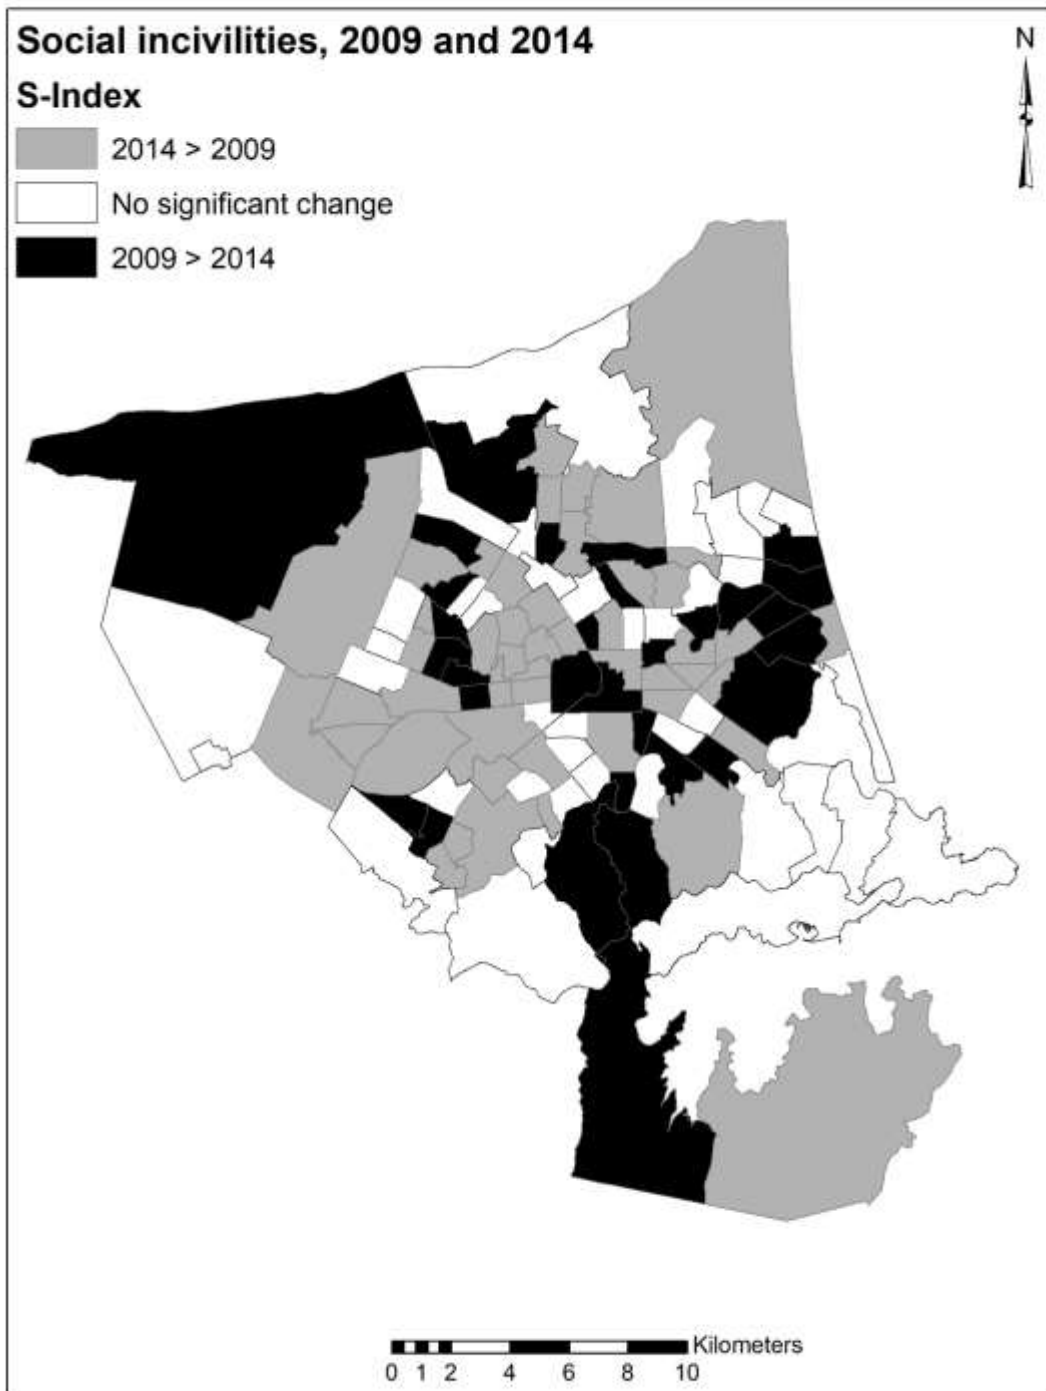 Social incivilities, 2009 and 2014
N
S-Index
2014 > 2009
No significant change
2009 > 2014
Kilometers
0 1 2 4 6 8 10